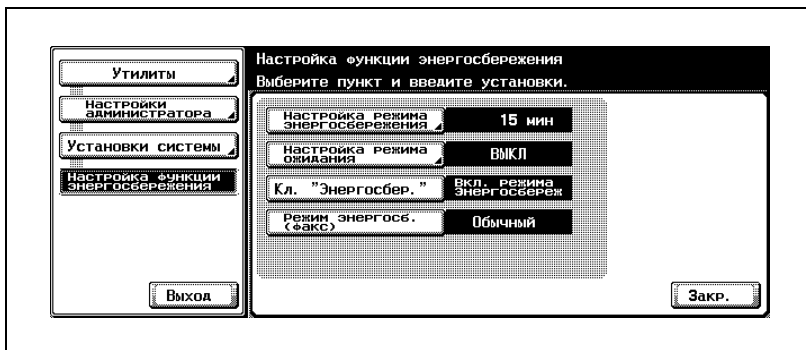 Утилиты
Настройки
администратора
Установки системы
Настройка функции
энергосбережения
Выход
Настройка функции энергосбережения
Выберите пункт и введите установки.
Настройка режима
энергосбережения
15 мин
Настройка режима
ожидания
ВЫКЛ
Кл. "Энергосбер."
Вкл. режима
Энергосбереж
Режим энергосб.
(факс)
Обычный
Закр.